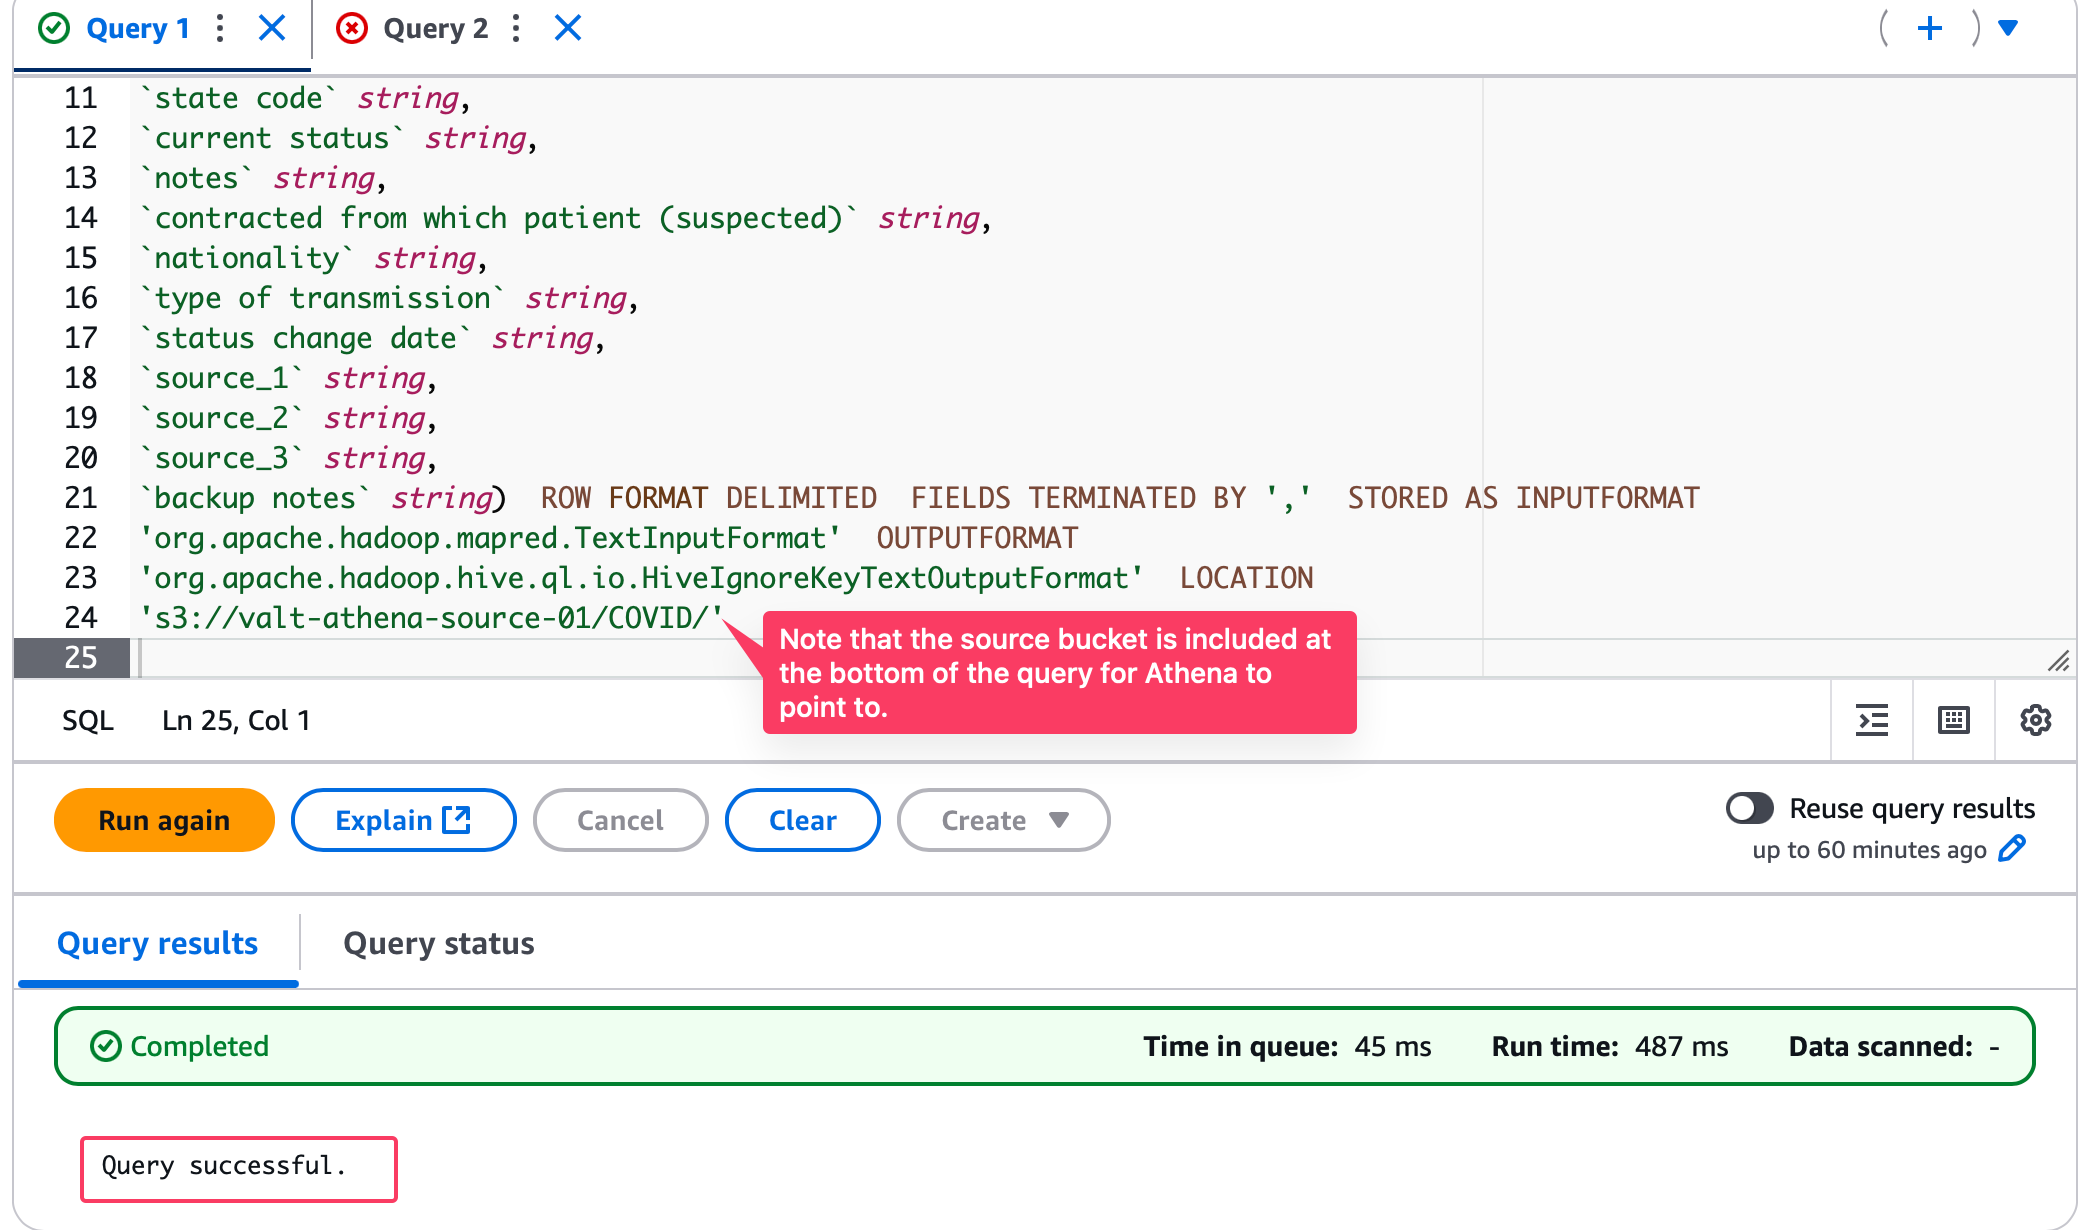 Query 1
Query 2
11 `state code` string,
12 `current status` string,
13 `notes` string,
14 `contracted from which patient (suspected)` string,
15 `nationality` string,
16 `type of transmission` string,
17 `status change date` string,
18 `source_1` string,
19 `source_2` string,
20 `source_3` string,
21 `backup notes` string)  ROW FORMAT DELIMITED  FIELDS TERMINATED BY ','  STORED AS INPUTFORMAT
22 'org.apache.hadoop.mapred.TextInputFormat'  OUTPUTFORMAT
23 'org.apache.hadoop.hive.ql.io.HiveIgnoreKeyTextOutputFormat'  LOCATION
24 's3://valt-athena-source-01/COVID/'
25
Note that the source bucket is included at
the bottom of the query for Athena to
point to.
SQL Ln 25, Col 1
Run again Explain Cancel Clear Create
Reuse query results
up to 60 minutes ago
Query results Query status
Completed Time in queue: 45 ms Run time: 487 ms Data scanned: -
Query successful.